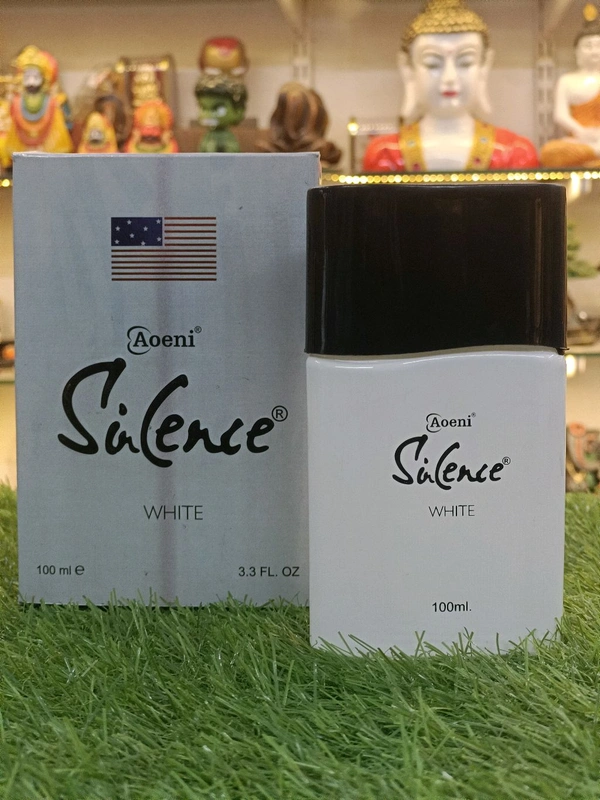 Aoeni®
Silence®
WHITE
100 ml ℮
3.3 FL. OZ
Aoeni®
Silence®
WHITE
100ml.